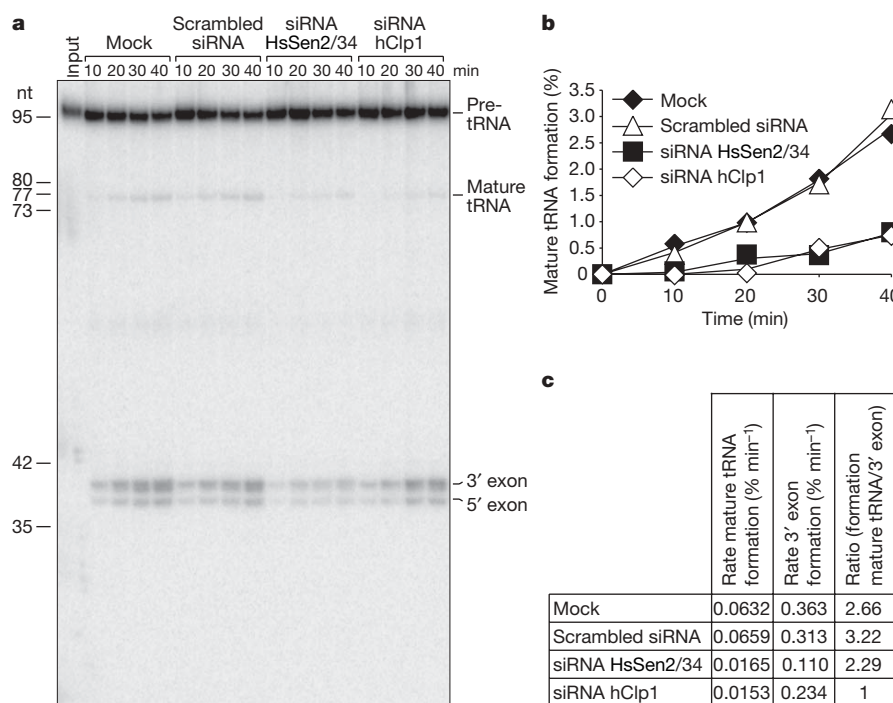 a
Input
Mock
Scrambled
siRNA
siRNA
HsSen2/34
siRNA
hClp1
10 20 30 40 10 20 30 40 10 20 30 40 10 20 30 40 min
nt
95
80
77
73
42
35
Pre-
tRNA
Mature
tRNA
3′ exon
5′ exon
b
Mature tRNA formation (%)
3.5
3.0
2.5
2.0
1.5
1.0
0.5
0
Mock
Scrambled siRNA
siRNA HsSen2/34
siRNA hClp1
0 10 20 30 40
Time (min)
c
Rate mature tRNA
formation (% min⁻¹)
Rate 3′ exon
formation (% min⁻¹)
Ratio (formation
mature tRNA/3′ exon)
Mock 0.0632 0.363 2.66
Scrambled siRNA 0.0659 0.313 3.22
siRNA HsSen2/34 0.0165 0.110 2.29
siRNA hClp1 0.0153 0.234 1